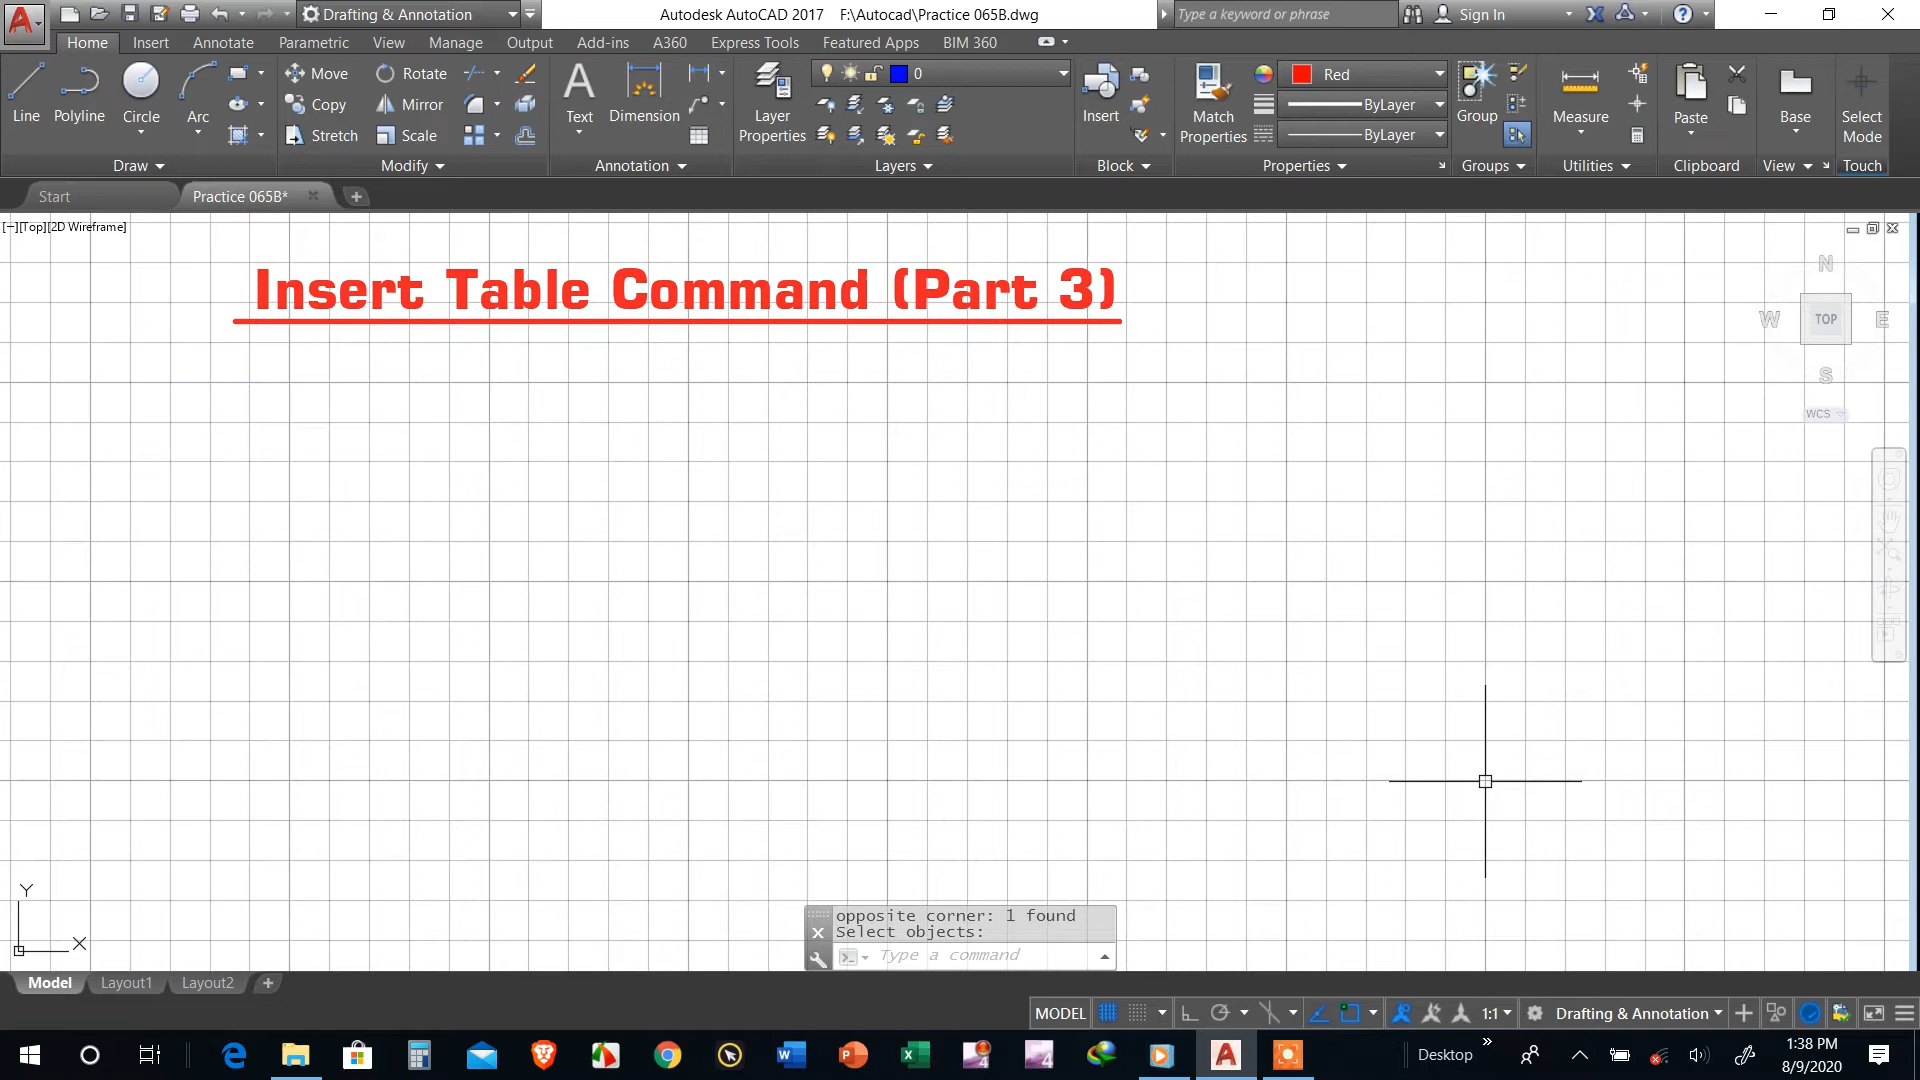 Drafting & Annotation
Autodesk AutoCAD 2017 F:\Autocad\Practice 065B.dwg
Type a keyword or phrase
Sign In
Home Insert Annotate Parametric View Manage Output Add-ins A360 Express Tools Featured Apps BIM 360
Line Polyline Circle Arc
Move Rotate
Copy Mirror
Stretch Scale
Text Dimension
Layer Properties
0
Insert
Match Properties
Red
ByLayer
ByLayer
Group
Measure
Paste
Base
Select Mode
Draw Modify Annotation Layers Block Properties Groups Utilities Clipboard View Touch
Start Practice 065B*
[−][Top][2D Wireframe]
Insert Table Command (Part 3)
N
W TOP E
S
WCS
Y
X
opposite corner: 1 found
Select objects:
Type a command
Model Layout1 Layout2
MODEL 1:1 Drafting & Annotation
Desktop
1:38 PM
8/9/2020